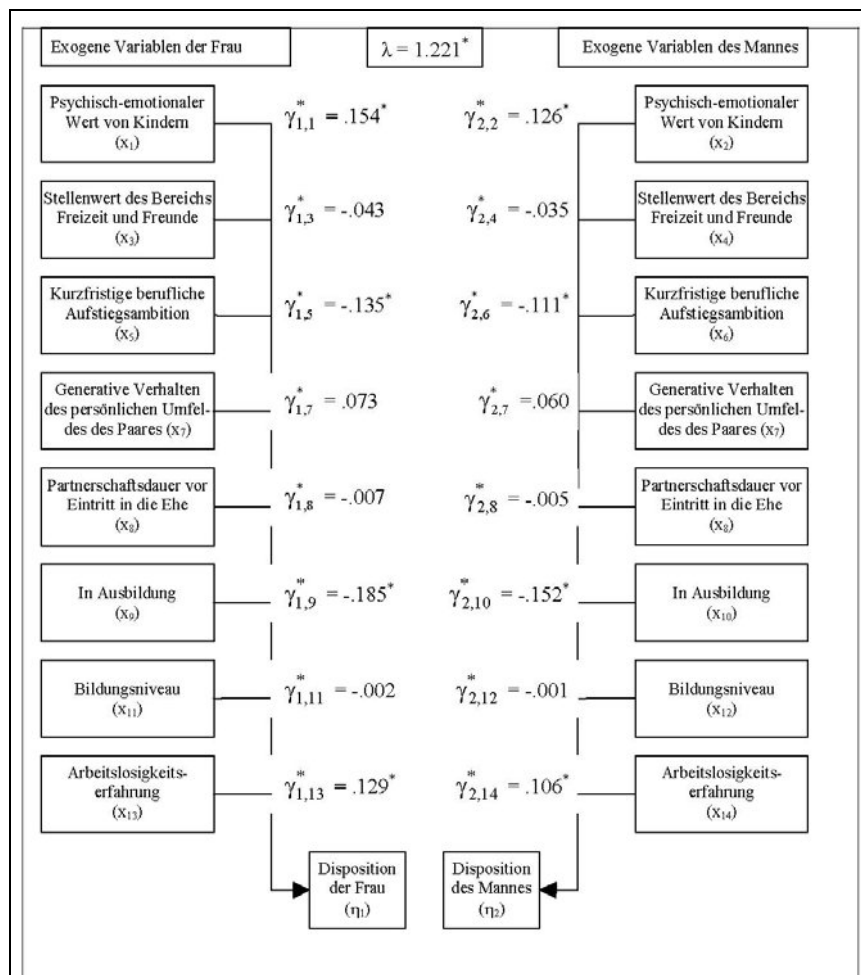 Exogene Variablen der Frau
λ = 1.221*
Exogene Variablen des Mannes
Psychisch-emotionaler
Wert von Kindern
(x₁)
γ*₁,₁ = .154*
γ*₂,₂ = .126*
Psychisch-emotionaler
Wert von Kindern
(x₂)
Stellenwert des Bereichs
Freizeit und Freunde
(x₃)
γ*₁,₃ = -.043
γ*₂,₄ = -.035
Stellenwert des Bereichs
Freizeit und Freunde
(x₄)
Kurzfristige berufliche
Aufstiegsambition
(x₅)
γ*₁,₅ = -.135*
γ*₂,₆ = -.111*
Kurzfristige berufliche
Aufstiegsambition
(x₆)
Generative Verhalten
des persönlichen Umfel-
des des Paares (x₇)
γ*₁,₇ = .073
γ*₂,₇ = .060
Generative Verhalten
des persönlichen Umfel-
des des Paares (x₇)
Partnerschaftsdauer vor
Eintritt in die Ehe
(x₈)
γ*₁,₈ = -.007
γ*₂,₈ = -.005
Partnerschaftsdauer vor
Eintritt in die Ehe
(x₈)
In Ausbildung
(x₉)
γ*₁,₉ = -.185*
γ*₂,₁₀ = -.152*
In Ausbildung
(x₁₀)
Bildungsniveau
(x₁₁)
γ*₁,₁₁ = -.002
γ*₂,₁₂ = -.001
Bildungsniveau
(x₁₂)
Arbeitslosigkeits-
erfahrung
(x₁₃)
γ*₁,₁₃ = .129*
γ*₂,₁₄ = .106*
Arbeitslosigkeits-
erfahrung
(x₁₄)
Disposition
der Frau
(η₁)
Disposition
des Mannes
(η₂)